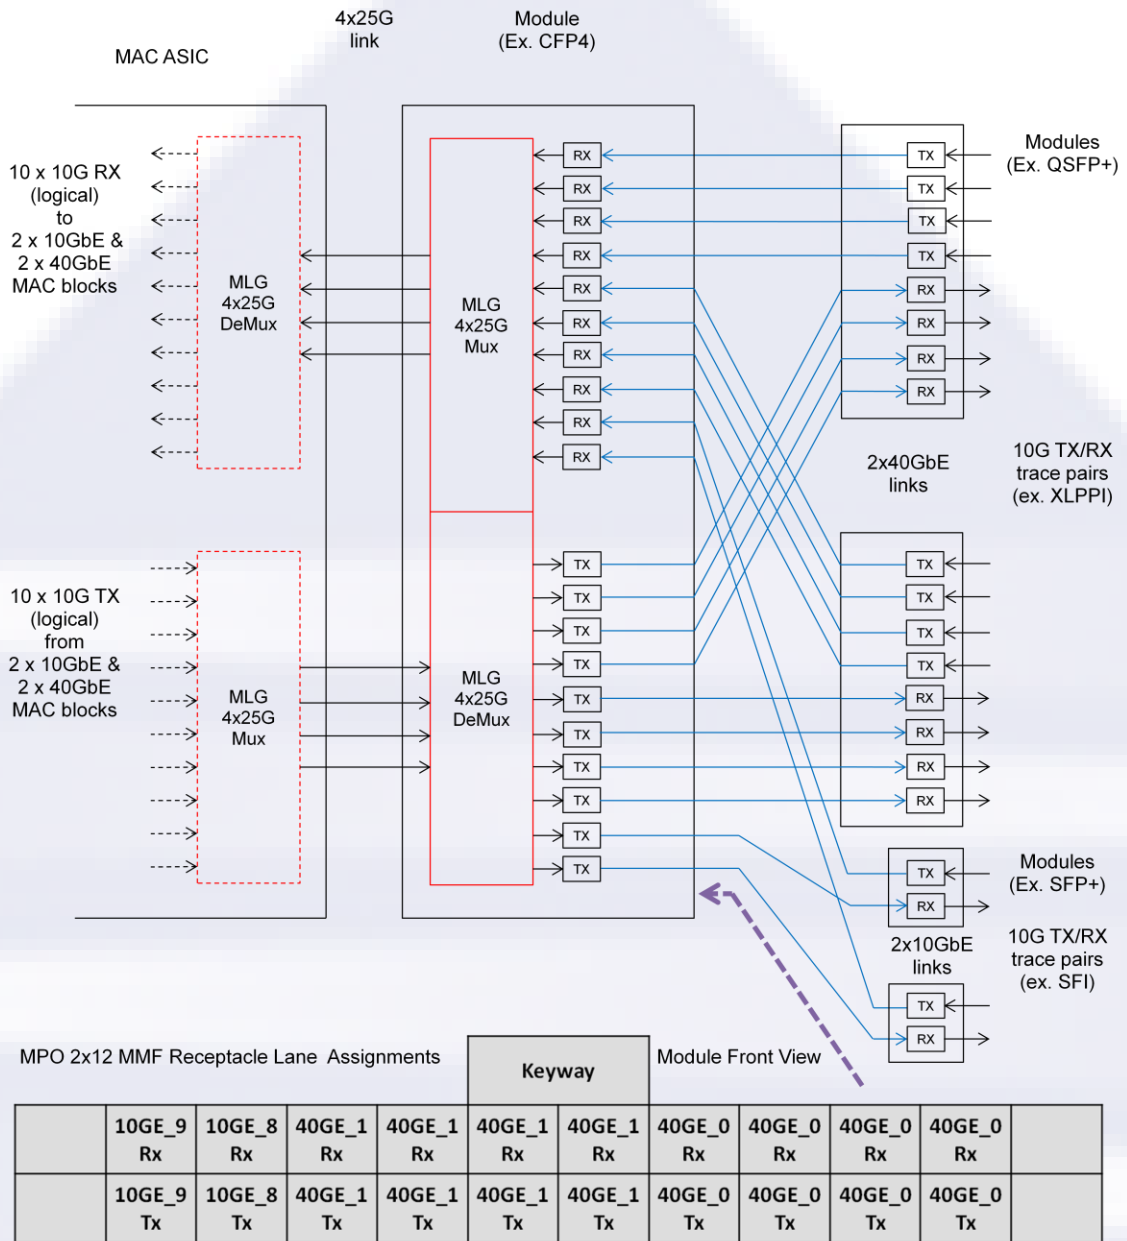 4x25G
link
Module
(Ex. CFP4)
MAC ASIC
10 x 10G RX
(logical)
to
2 x 10GbE &
2 x 40GbE
MAC blocks
MLG
4x25G
DeMux
MLG
4x25G
Mux
RX
RX
RX
RX
RX
RX
RX
RX
RX
RX
TX
TX
TX
TX
RX
RX
RX
RX
Modules
(Ex. QSFP+)
2x40GbE
links
10G TX/RX
trace pairs
(ex. XLPPI)
10 x 10G TX
(logical)
from
2 x 10GbE &
2 x 40GbE
MAC blocks
MLG
4x25G
Mux
MLG
4x25G
DeMux
TX
TX
TX
TX
TX
TX
TX
TX
TX
TX
TX
TX
TX
TX
RX
RX
RX
RX
TX
RX
Modules
(Ex. SFP+)
2x10GbE
links
10G TX/RX
trace pairs
(ex. SFI)
TX
RX
MPO 2x12 MMF Receptacle Lane Assignments
Keyway
Module Front View
10GE_9 10GE_8 40GE_1 40GE_1 40GE_1 40GE_1 40GE_0 40GE_0 40GE_0 40GE_0
Rx Rx Rx Rx Rx Rx Rx Rx Rx Rx
10GE_9 10GE_8 40GE_1 40GE_1 40GE_1 40GE_1 40GE_0 40GE_0 40GE_0 40GE_0
Tx Tx Tx Tx Tx Tx Tx Tx Tx Tx